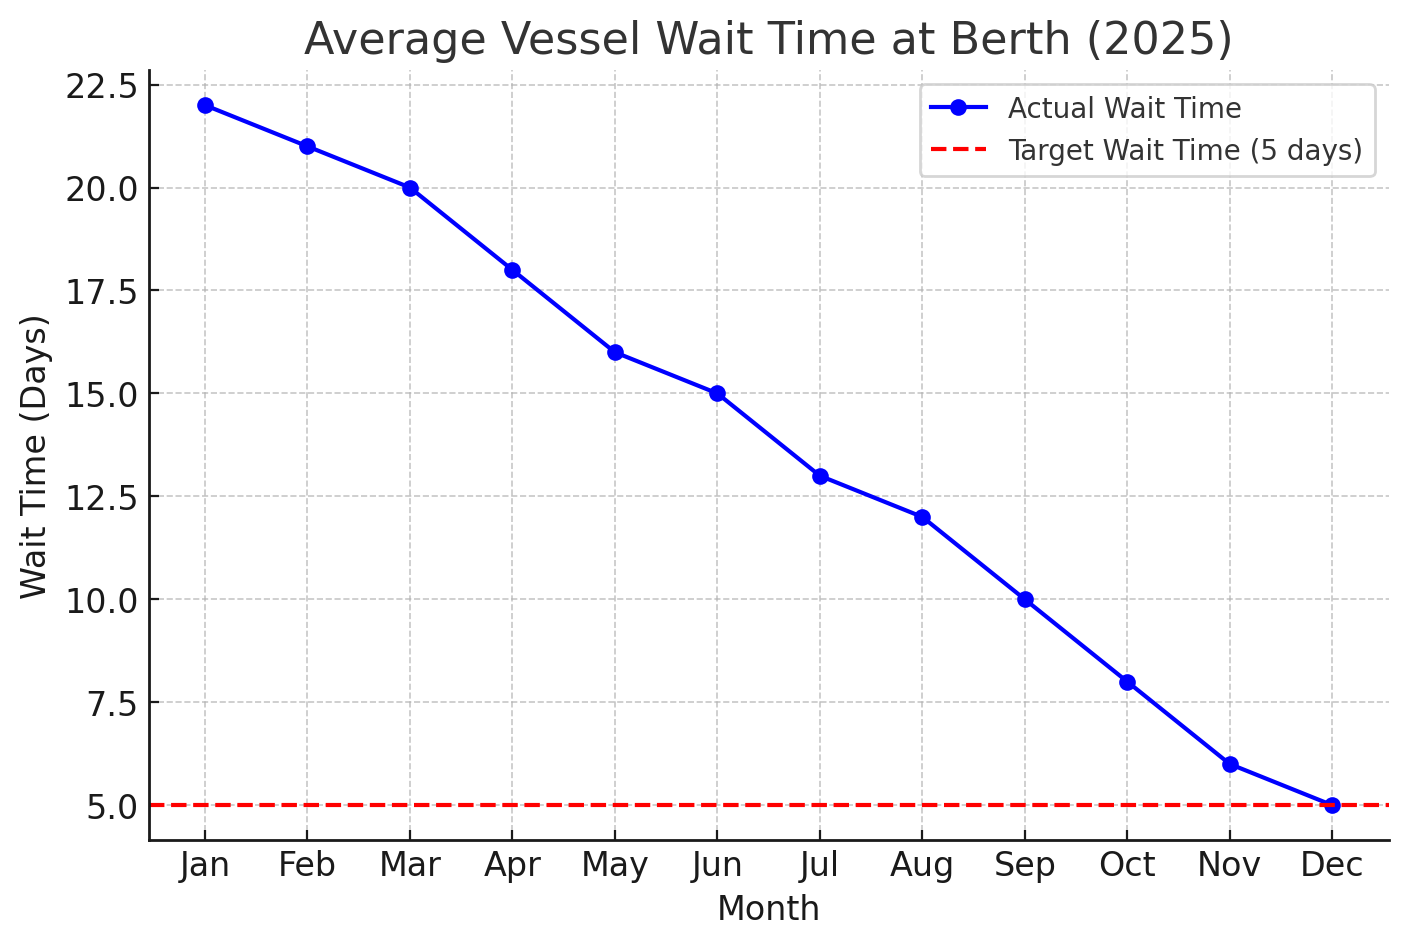 Average Vessel Wait Time at Berth (2025)
Actual Wait Time
Target Wait Time (5 days)
Wait Time (Days)
22.5
20.0
17.5
15.0
12.5
10.0
7.5
5.0
Jan Feb Mar Apr May Jun Jul Aug Sep Oct Nov Dec
Month